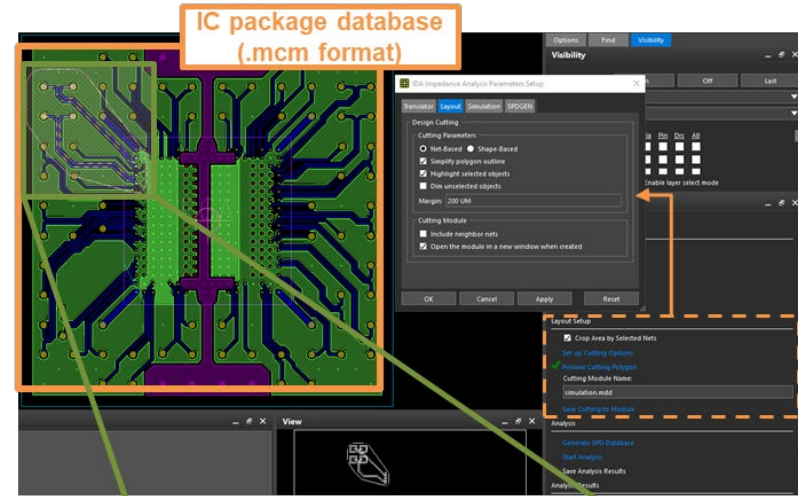 IC package database
(.mcm format)
Options
Find
Visibility
Visibility
Off
Last
Pin
Drc
All
Enable layer select mode
IDA Impedance Analysis Parameters Setup
Translator
Layout
Simulation
SPDGEN
Design Cutting
Cutting Parameters
Net-Based
Shape-Based
Simplify polygon outline
Highlight selected objects
Dim unselected objects
Margin: 200 UM
Cutting Module
Include neighbor nets
Open the module in a new window when created
OK
Cancel
Apply
Reset
Layout Setup
Crop Area by Selected Nets
Set up Cutting Options
Preview Cutting Polygon
Cutting Module Name:
simulation.mdd
Save Cutting to Module
Analysis
Generate SPD Database
Start Analysis
Save Analysis Results
Analysis Results
View